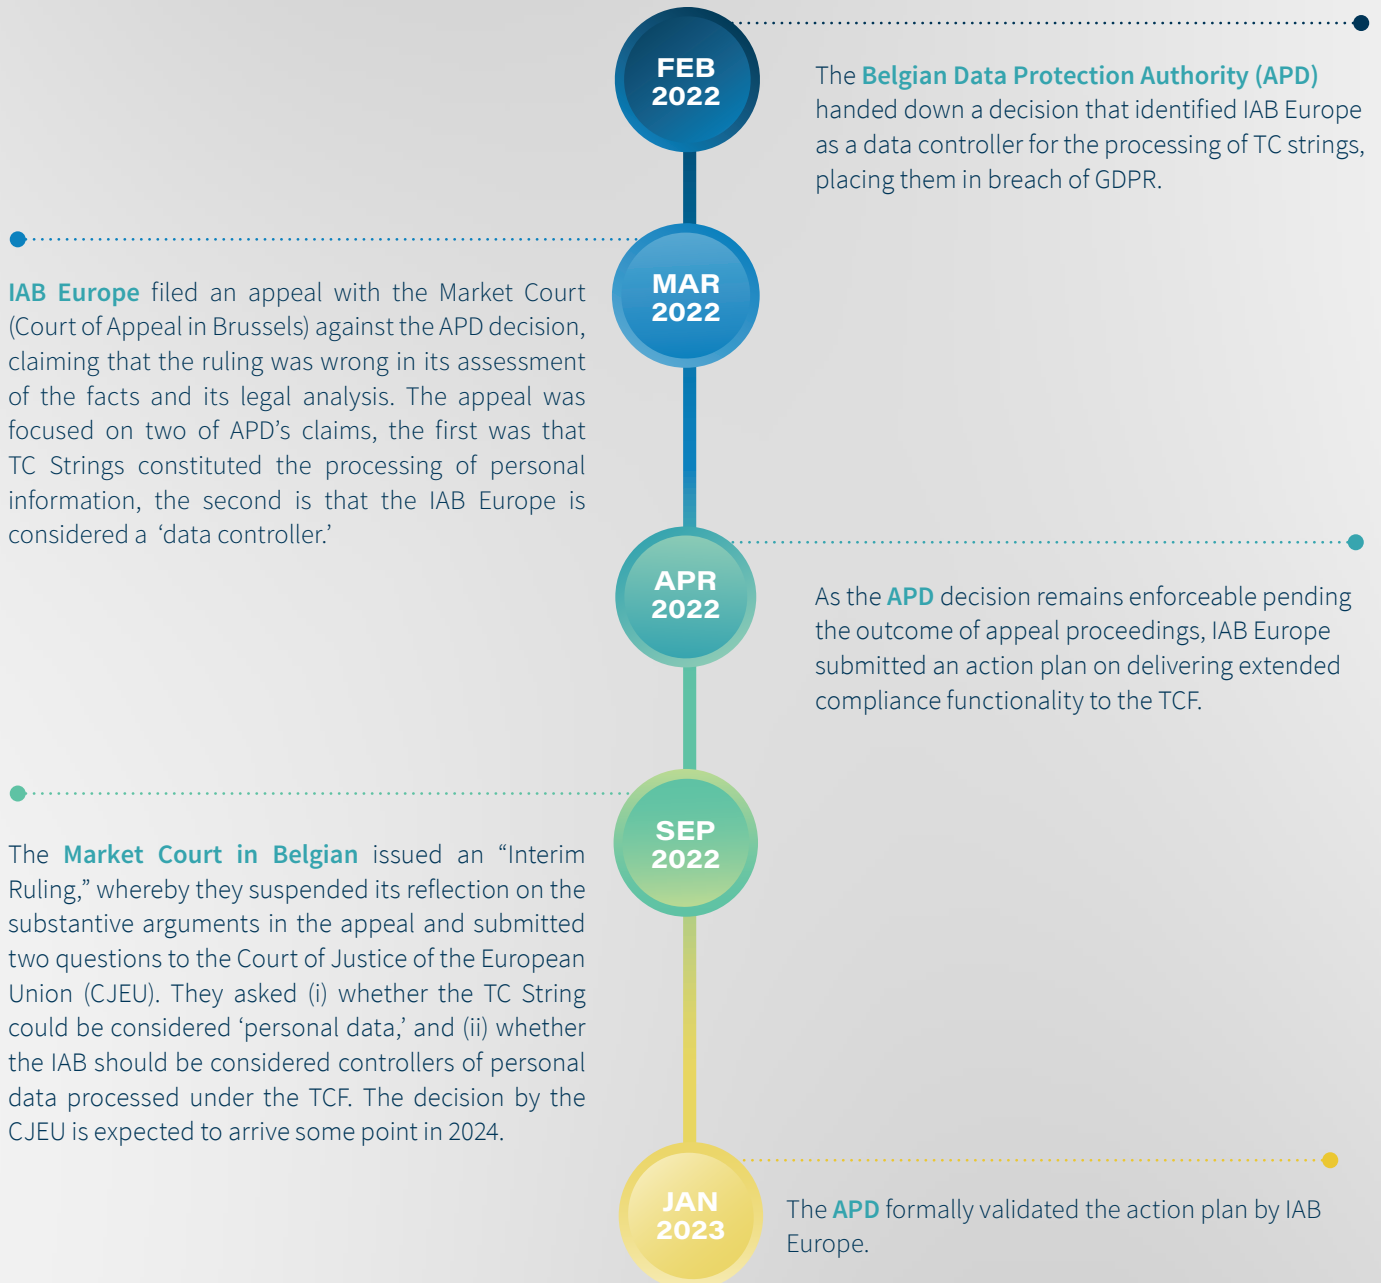 FEB
2022
The Belgian Data Protection Authority (APD)
handed down a decision that identified IAB Europe
as a data controller for the processing of TC strings,
placing them in breach of GDPR.
MAR
2022
IAB Europe filed an appeal with the Market Court
(Court of Appeal in Brussels) against the APD decision,
claiming that the ruling was wrong in its assessment
of the facts and its legal analysis. The appeal was
focused on two of APD’s claims, the first was that
TC Strings constituted the processing of personal
information, the second is that the IAB Europe is
considered a ‘data controller.’
APR
2022
As the APD decision remains enforceable pending
the outcome of appeal proceedings, IAB Europe
submitted an action plan on delivering extended
compliance functionality to the TCF.
SEP
2022
The Market Court in Belgian issued an “Interim
Ruling,” whereby they suspended its reflection on the
substantive arguments in the appeal and submitted
two questions to the Court of Justice of the European
Union (CJEU). They asked (i) whether the TC String
could be considered ‘personal data,’ and (ii) whether
the IAB should be considered controllers of personal
data processed under the TCF. The decision by the
CJEU is expected to arrive some point in 2024.
JAN
2023
The APD formally validated the action plan by IAB
Europe.